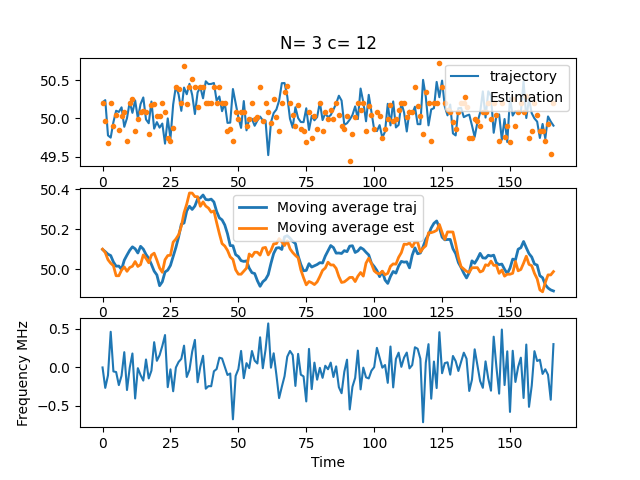 N= 3 c= 12
50.5
50.0
49.5
trajectory
Estimation
0 25 50 75 100 125 150
50.4
50.2
50.0
Moving average traj
Moving average est
0 25 50 75 100 125 150
Frequency MHz
0.5
0.0
−0.5
0 25 50 75 100 125 150
Time